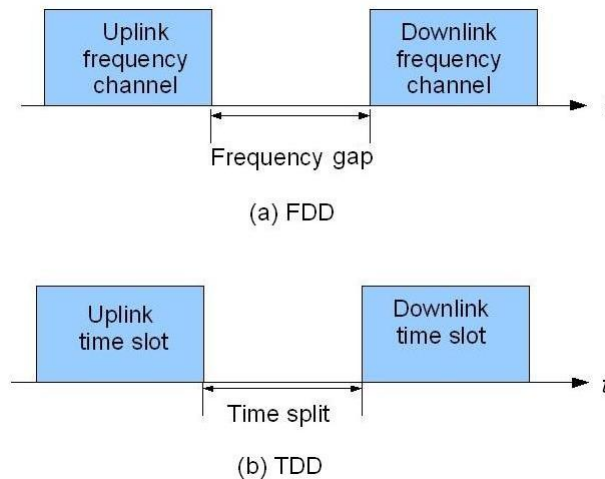 Uplink
frequency
channel
Downlink
frequency
channel
Frequency gap
(a) FDD
Uplink
time slot
Downlink
time slot
t
Time split
(b) TDD